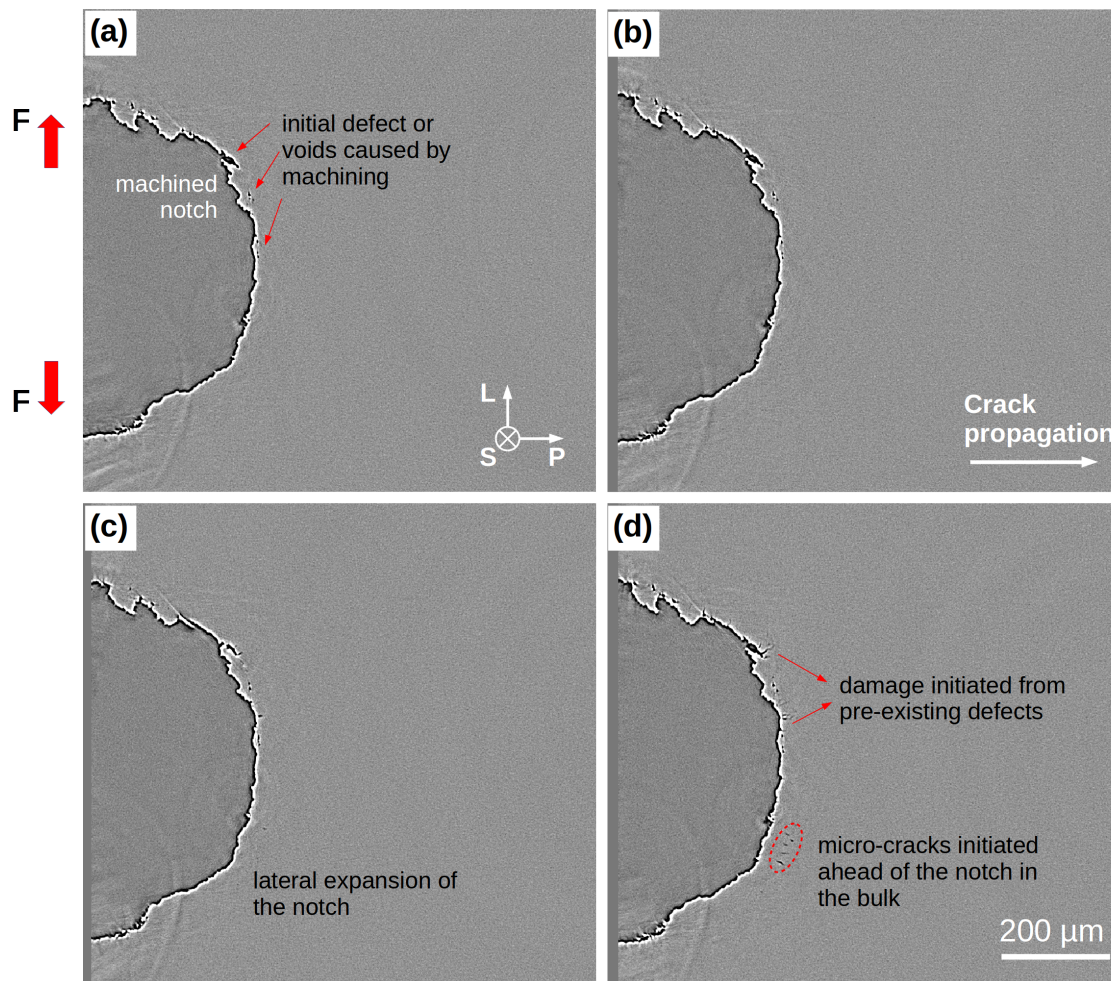 (a)
F
initial defect or
voids caused by
machining
machined
notch
F
L
S
P
(b)
Crack
propagation
(c)
lateral expansion of
the notch
(d)
damage initiated from
pre-existing defects
micro-cracks initiated
ahead of the notch in
the bulk
200 µm